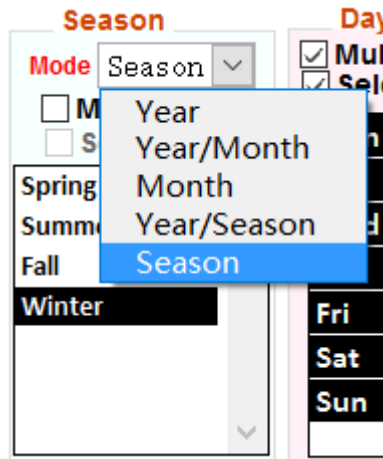 Season
Day
Mode Season
Mul
Sele
M
S
Year
Year/Month
Month
Year/Season
Season
Spring
Summe
Fall
Winter
Fri
Sat
Sun